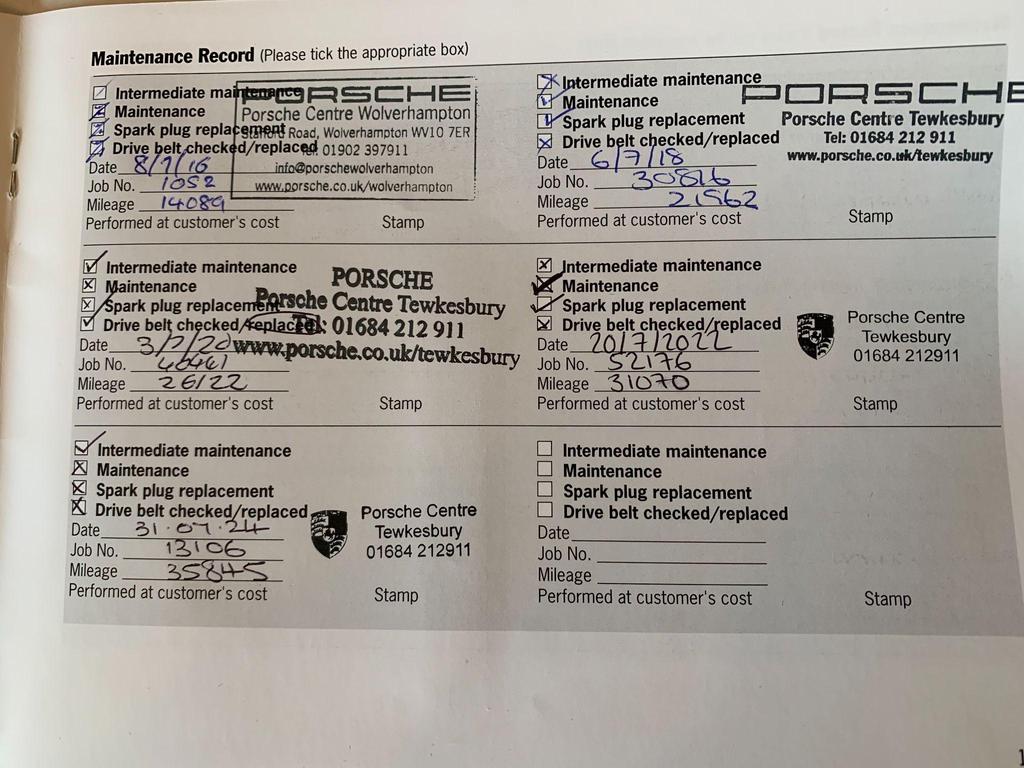 Maintenance Record (Please tick the appropriate box)
Intermediate maintenance
Maintenance
Spark plug replacement
Drive belt checked/replaced
Date 8/7/16
Job No. 1052
Mileage 14089
Performed at customer's cost
Stamp
PORSCHE
Porsche Centre Wolverhampton
Stafford Road, Wolverhampton WV10 7ER
Tel: 01902 397911
info@porschewolverhampton
www.porsche.co.uk/wolverhampton
Intermediate maintenance
Maintenance
Spark plug replacement
Drive belt checked/replaced
Date 6/7/18
Job No. 30816
Mileage 21962
Performed at customer's cost
Stamp
PORSCHE
Porsche Centre Tewkesbury
Tel: 01684 212 911
www.porsche.co.uk/tewkesbury
Intermediate maintenance
Maintenance
Spark plug replacement
Drive belt checked/replaced
Date 3/7/20
Job No. 40461
Mileage 26122
Performed at customer's cost
Stamp
PORSCHE
Porsche Centre Tewkesbury
Tel: 01684 212 911
www.porsche.co.uk/tewkesbury
Intermediate maintenance
Maintenance
Spark plug replacement
Drive belt checked/replaced
Date 20/7/2022
Job No. 52176
Mileage 31070
Performed at customer's cost
Stamp
Porsche Centre
Tewkesbury
01684 212911
Intermediate maintenance
Maintenance
Spark plug replacement
Drive belt checked/replaced
Date 31.07.24
Job No. 13106
Mileage 35845
Performed at customer's cost
Stamp
Porsche Centre
Tewkesbury
01684 212911
Intermediate maintenance
Maintenance
Spark plug replacement
Drive belt checked/replaced
Date
Job No.
Mileage
Performed at customer's cost
Stamp